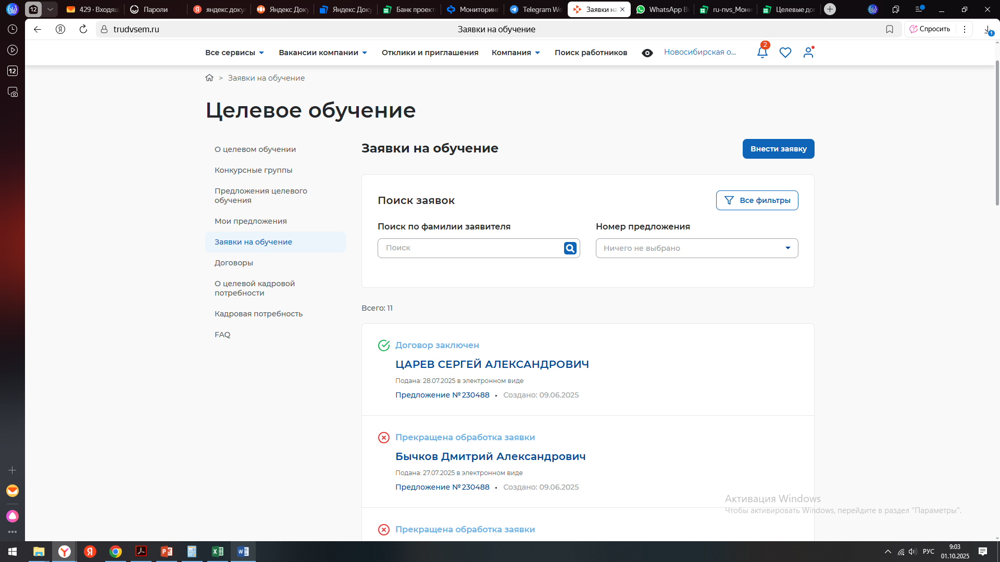 12
429 · Входящ
Пароли
яндекс доку
Яндекс Доку
Яндекс Доку
Банк проект
Мониторинг
Telegram We
Заявки на
WhatsApp B
ru-nvs_Мони
Целевые дог
trudvsem.ru
Заявки на обучение
Спросить
1
12
Все сервисы
Вакансии компании
Отклики и приглашения
Компания
Поиск работников
Новосибирская о...
2
> Заявки на обучение
Целевое обучение
О целевом обучении
Конкурсные группы
Предложения целевого
обучения
Мои предложения
Заявки на обучение
Договоры
О целевой кадровой
потребности
Кадровая потребность
FAQ
Заявки на обучение
Внести заявку
Поиск заявок
Все фильтры
Поиск по фамилии заявителя
Номер предложения
Поиск
Ничего не выбрано
Всего: 11
Договор заключен
ЦАРЕВ СЕРГЕЙ АЛЕКСАНДРОВИЧ
Подана: 28.07.2025 в электронном виде
Предложение №230488 • Создано: 09.06.2025
Прекращена обработка заявки
Бычков Дмитрий Александрович
Подана: 27.07.2025 в электронном виде
Предложение №230488 • Создано: 09.06.2025
Прекращена обработка заявки
Активация Windows
Чтобы активировать Windows, перейдите в раздел "Параметры".
РУС
9:03
01.10.2025